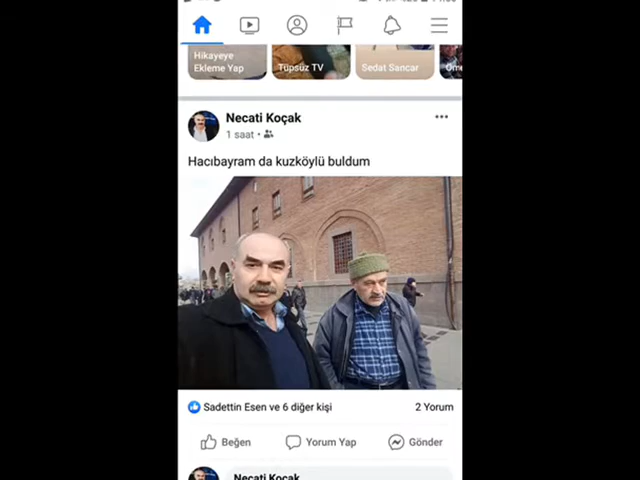 Hikayeye
Ekleme Yap
Tüpsüz TV
Sedat Sancar
Necati Koçak
1 saat
Hacıbayram da kuzköylü buldum
Sadettin Esen ve 6 diğer kişi
2 Yorum
Beğen
Yorum Yap
Gönder
Necati Koçak